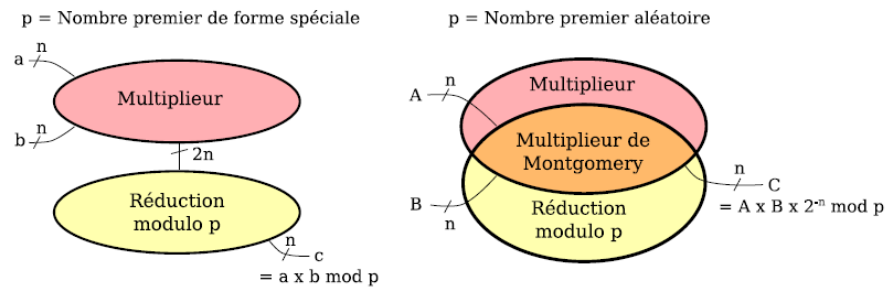 p = Nombre premier de forme spéciale
a
n
Multiplieur
b
n
2n
Réduction
modulo p
n
c
= a x b mod p
p = Nombre premier aléatoire
A
n
Multiplieur
Multiplieur de
Montgomery
B
n
Réduction
modulo p
n
C
= A x B x 2⁻ⁿ mod p